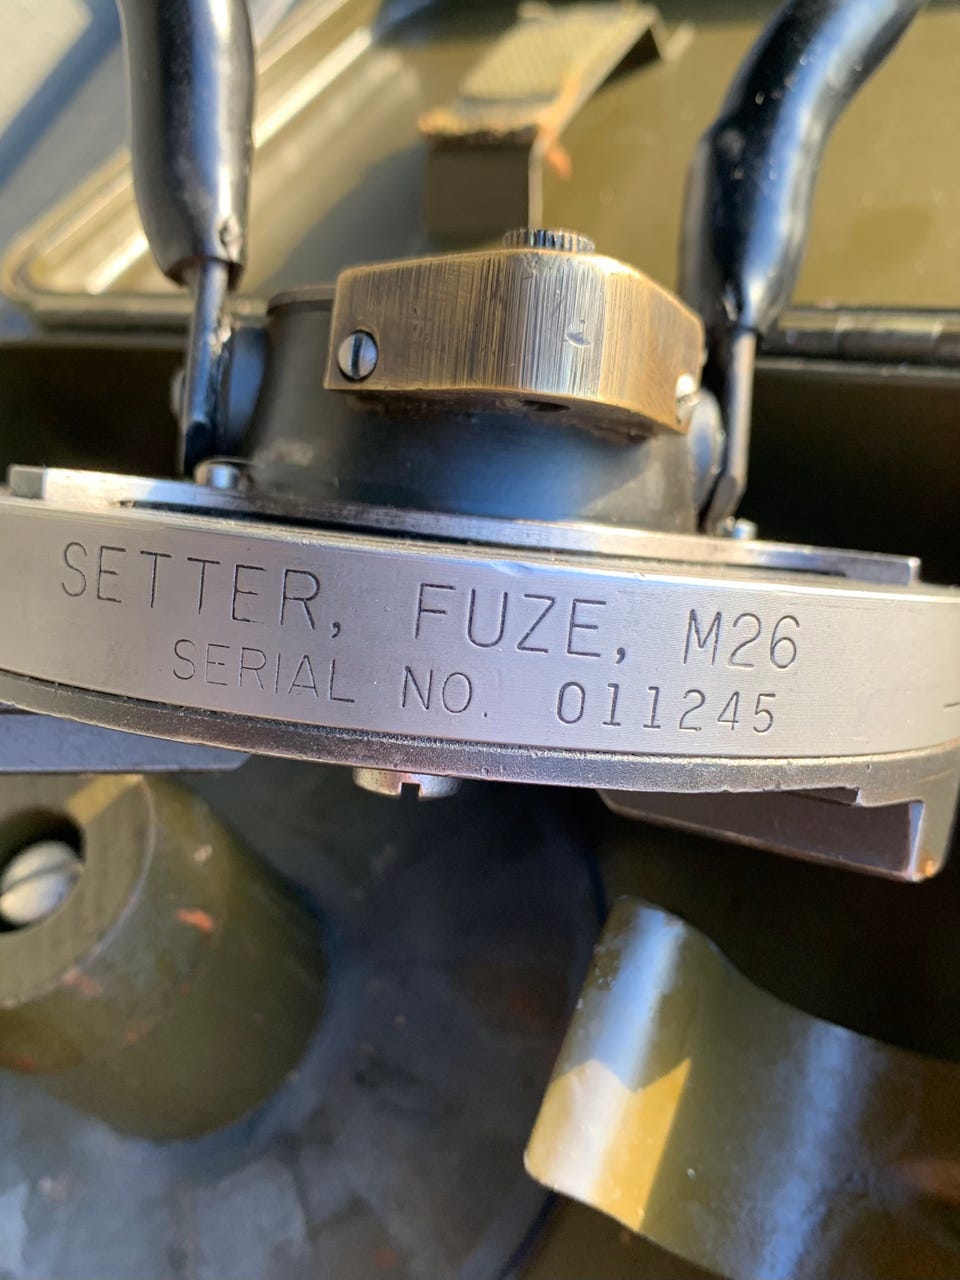 SETTER, FUZE, M26
SERIAL NO. 011245